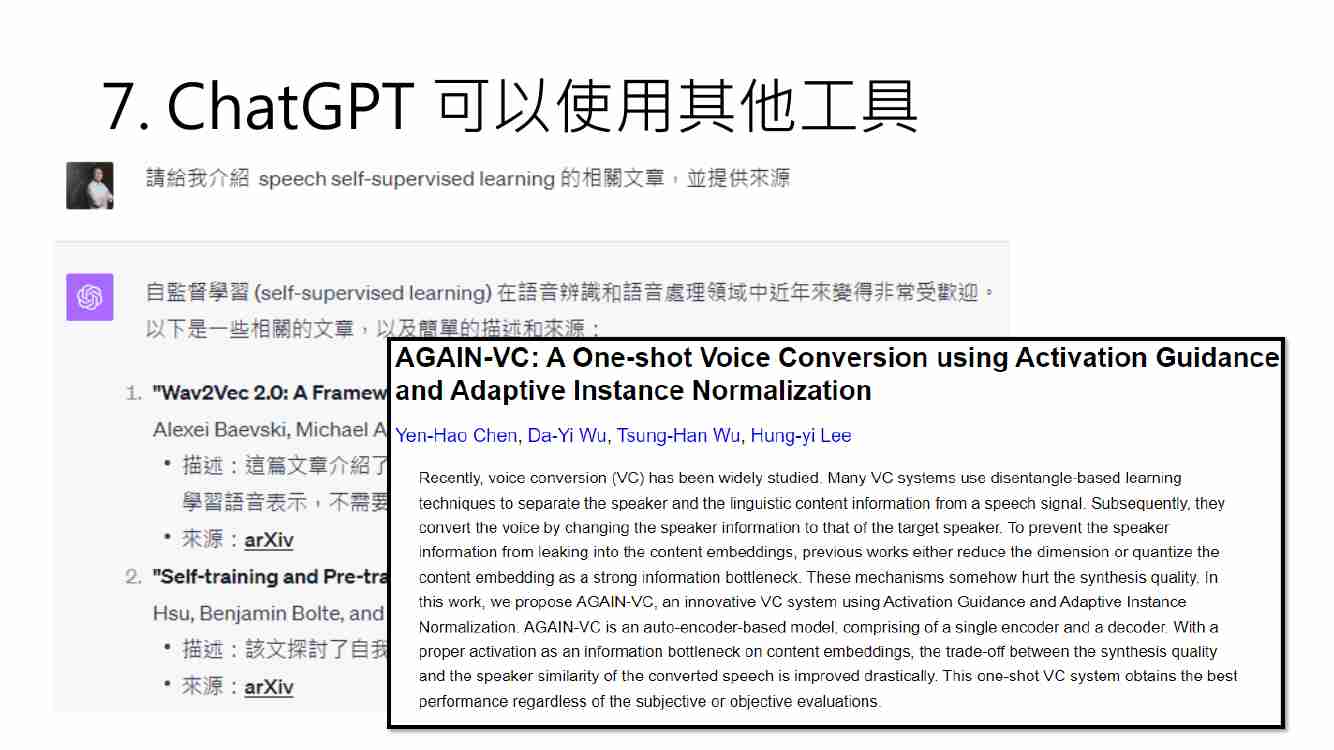 7. ChatGPT 可以使用其他工具
請給我介紹 speech self-supervised learning 的相關文章，並提供來源
自監督學習 (self-supervised learning) 在語音辨識和語音處理領域中近年來變得非常受歡迎。
以下是一些相關的文章，以及簡單的描述和來源：
1. "Wav2Vec 2.0: A Framew
Alexei Baevski, Michael A
• 描述：這篇文章介紹了
學習語音表示，不需要
• 來源：arXiv
2. "Self-training and Pre-tra
Hsu, Benjamin Bolte, and
• 描述：該文探討了自我
• 來源：arXiv
AGAIN-VC: A One-shot Voice Conversion using Activation Guidance
and Adaptive Instance Normalization
Yen-Hao Chen, Da-Yi Wu, Tsung-Han Wu, Hung-yi Lee
Recently, voice conversion (VC) has been widely studied. Many VC systems use disentangle-based learning
techniques to separate the speaker and the linguistic content information from a speech signal. Subsequently, they
convert the voice by changing the speaker information to that of the target speaker. To prevent the speaker
information from leaking into the content embeddings, previous works either reduce the dimension or quantize the
content embedding as a strong information bottleneck. These mechanisms somehow hurt the synthesis quality. In
this work, we propose AGAIN-VC, an innovative VC system using Activation Guidance and Adaptive Instance
Normalization. AGAIN-VC is an auto-encoder-based model, comprising of a single encoder and a decoder. With a
proper activation as an information bottleneck on content embeddings, the trade-off between the synthesis quality
and the speaker similarity of the converted speech is improved drastically. This one-shot VC system obtains the best
performance regardless of the subjective or objective evaluations.